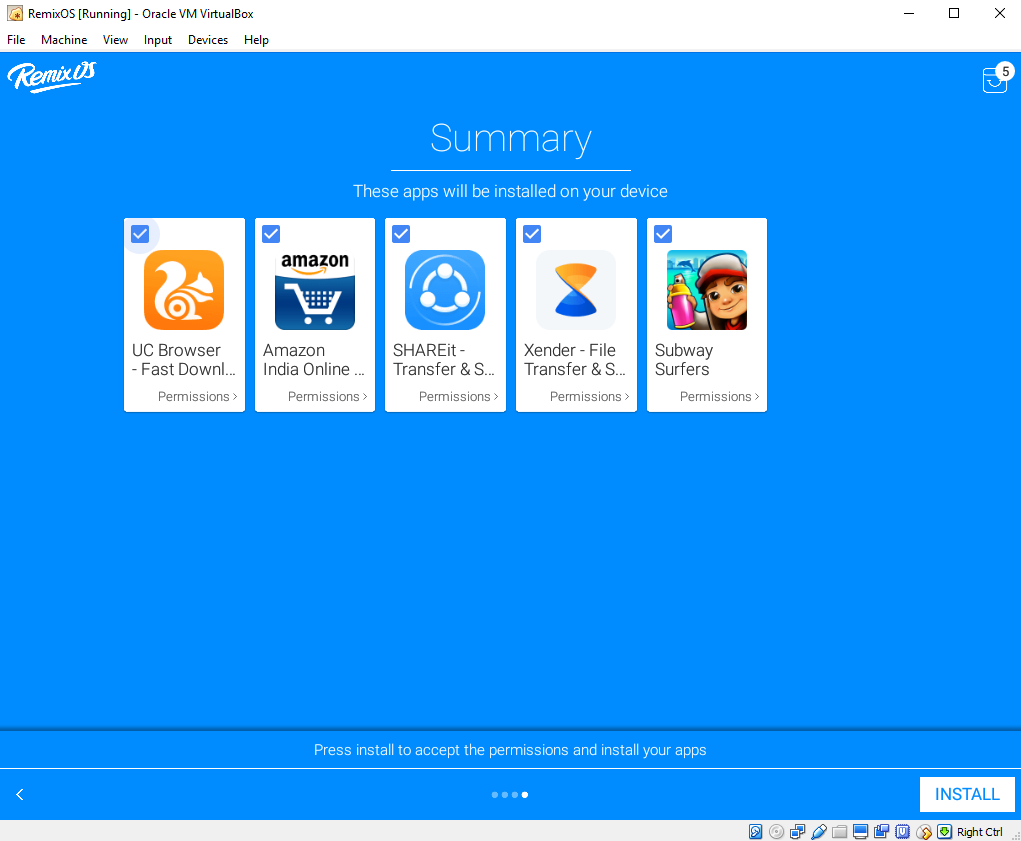 RemixOS [Running] - Oracle VM VirtualBox
File Machine View Input Devices Help
Remix OS
5
Summary
These apps will be installed on your device
amazon
UC Browser
- Fast Downl...
Permissions
Amazon
India Online ...
Permissions
SHAREit -
Transfer & S...
Permissions
Xender - File
Transfer & S...
Permissions
Subway
Surfers
Permissions
Press install to accept the permissions and install your apps
INSTALL
Right Ctrl